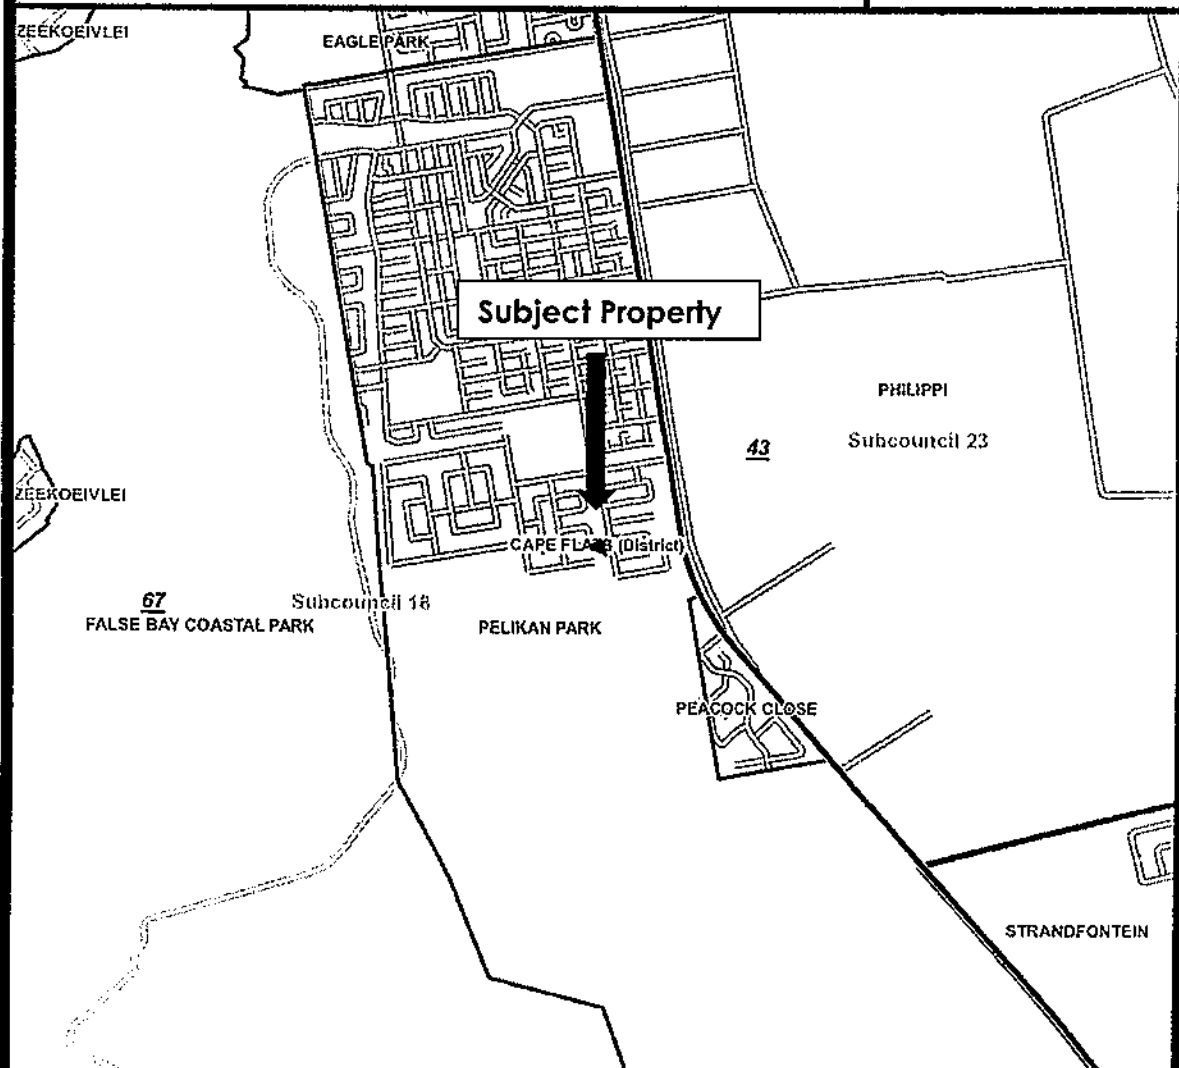 ZEEKOEIVLEI
EAGLE PARK
Subject Property
PHILIPPI
43
Subcouncil 23
ZEEKOEIVLEI
CAPE FLATS (District)
67
Subcouncil 18
FALSE BAY COASTAL PARK
PELIKAN PARK
PEACOCK CLOSE
STRANDFONTEIN